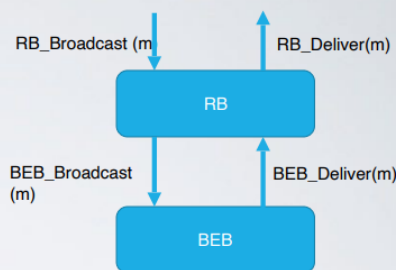 RB_Broadcast (m)
RB_Deliver(m)
RB
BEB_Broadcast
(m)
BEB_Deliver(m)
BEB